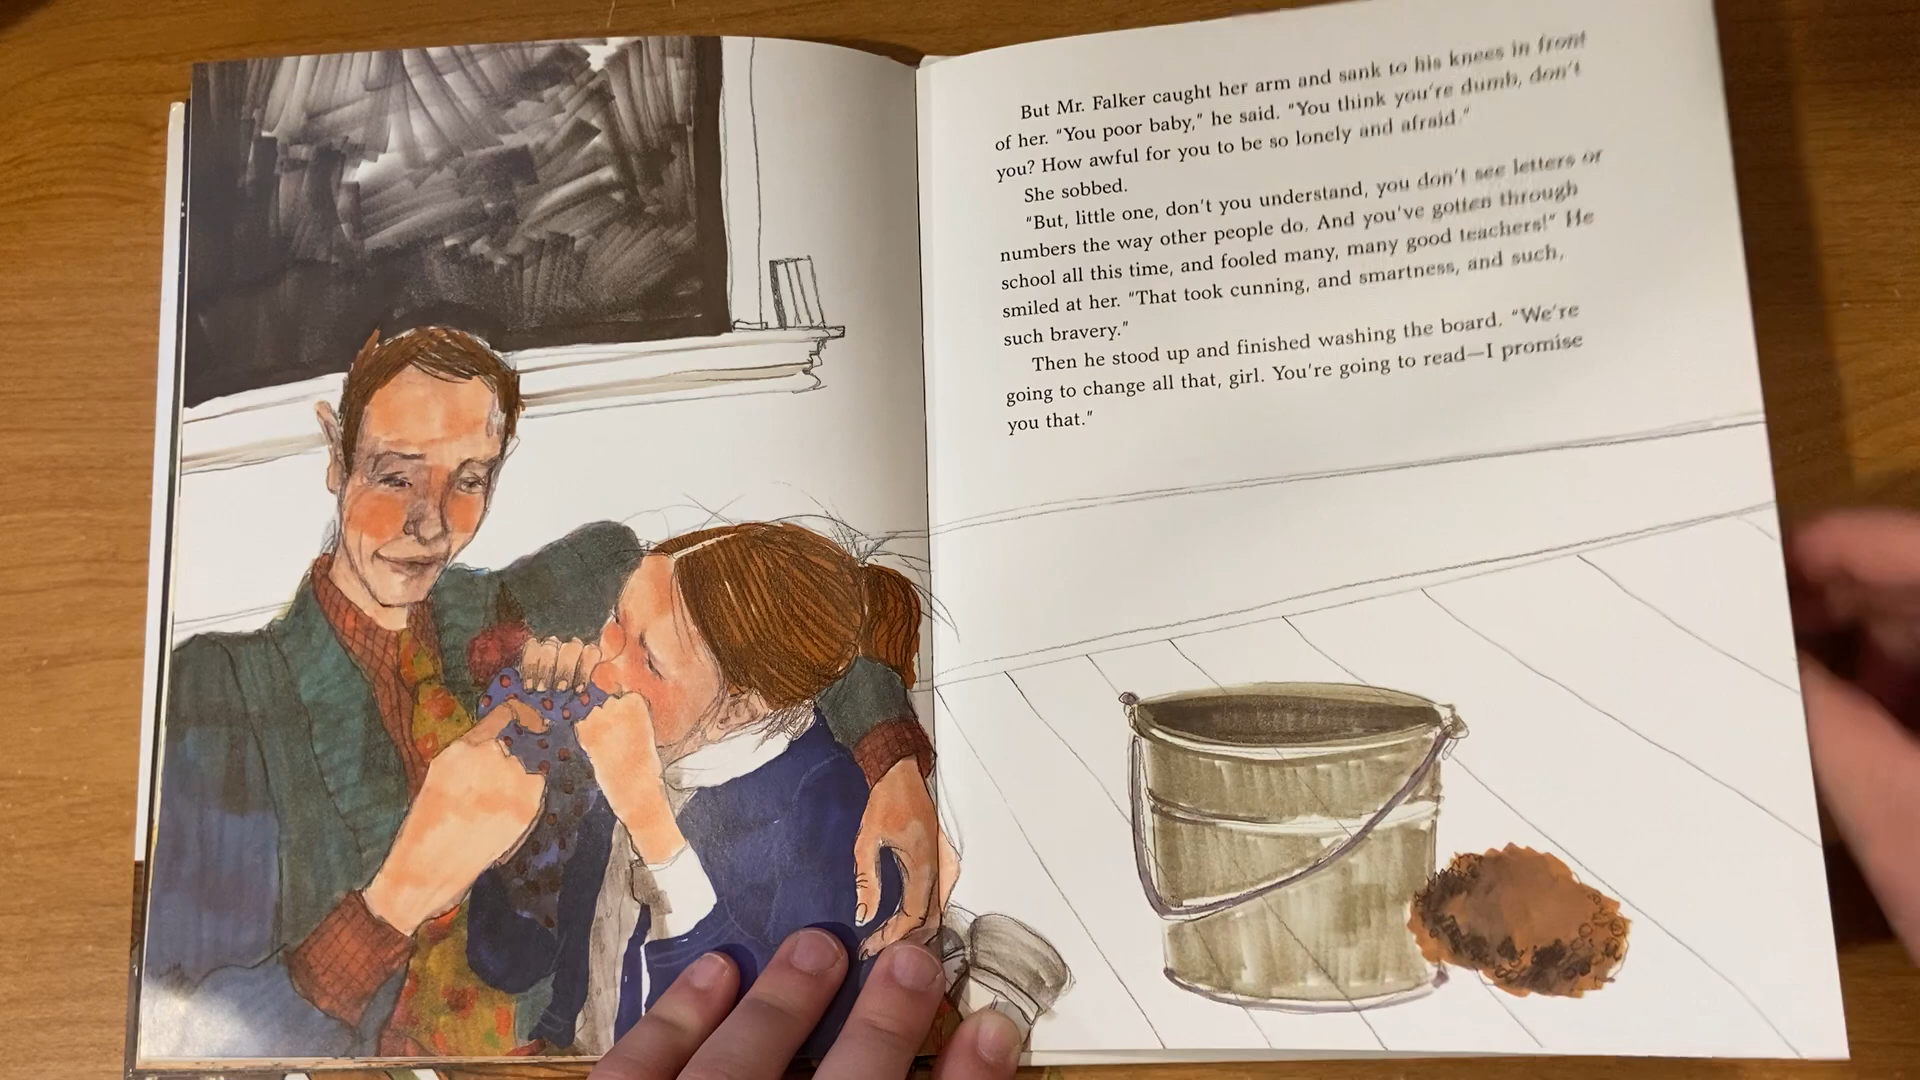 But Mr. Falker caught her arm and sank to his knees in front
of her. "You poor baby," he said. "You think you're dumb, don't
you? How awful for you to be so lonely and afraid."
She sobbed.
"But, little one, don't you understand, you don't see letters or
numbers the way other people do. And you've gotten through
school all this time, and fooled many, many good teachers!" He
smiled at her. "That took cunning, and smartness, and such,
such bravery."
Then he stood up and finished washing the board. "We're
going to change all that, girl. You're going to read—I promise
you that."